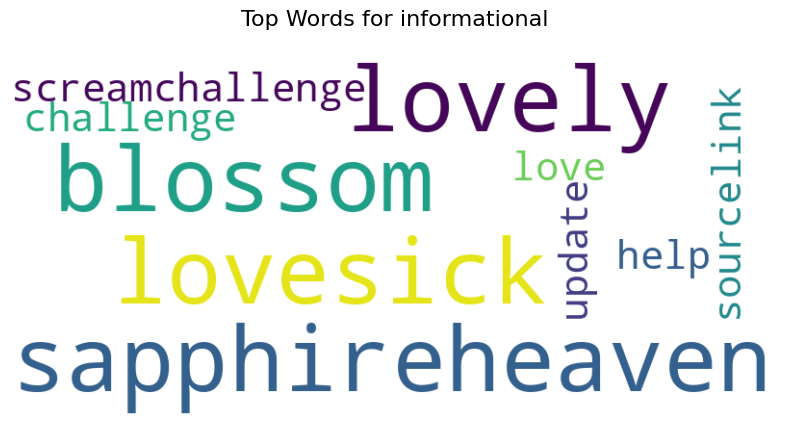 Top Words for informational
screamchallenge
lovely
challenge
blossom
love
sourcelink
update
help
lovesick
sapphireheaven